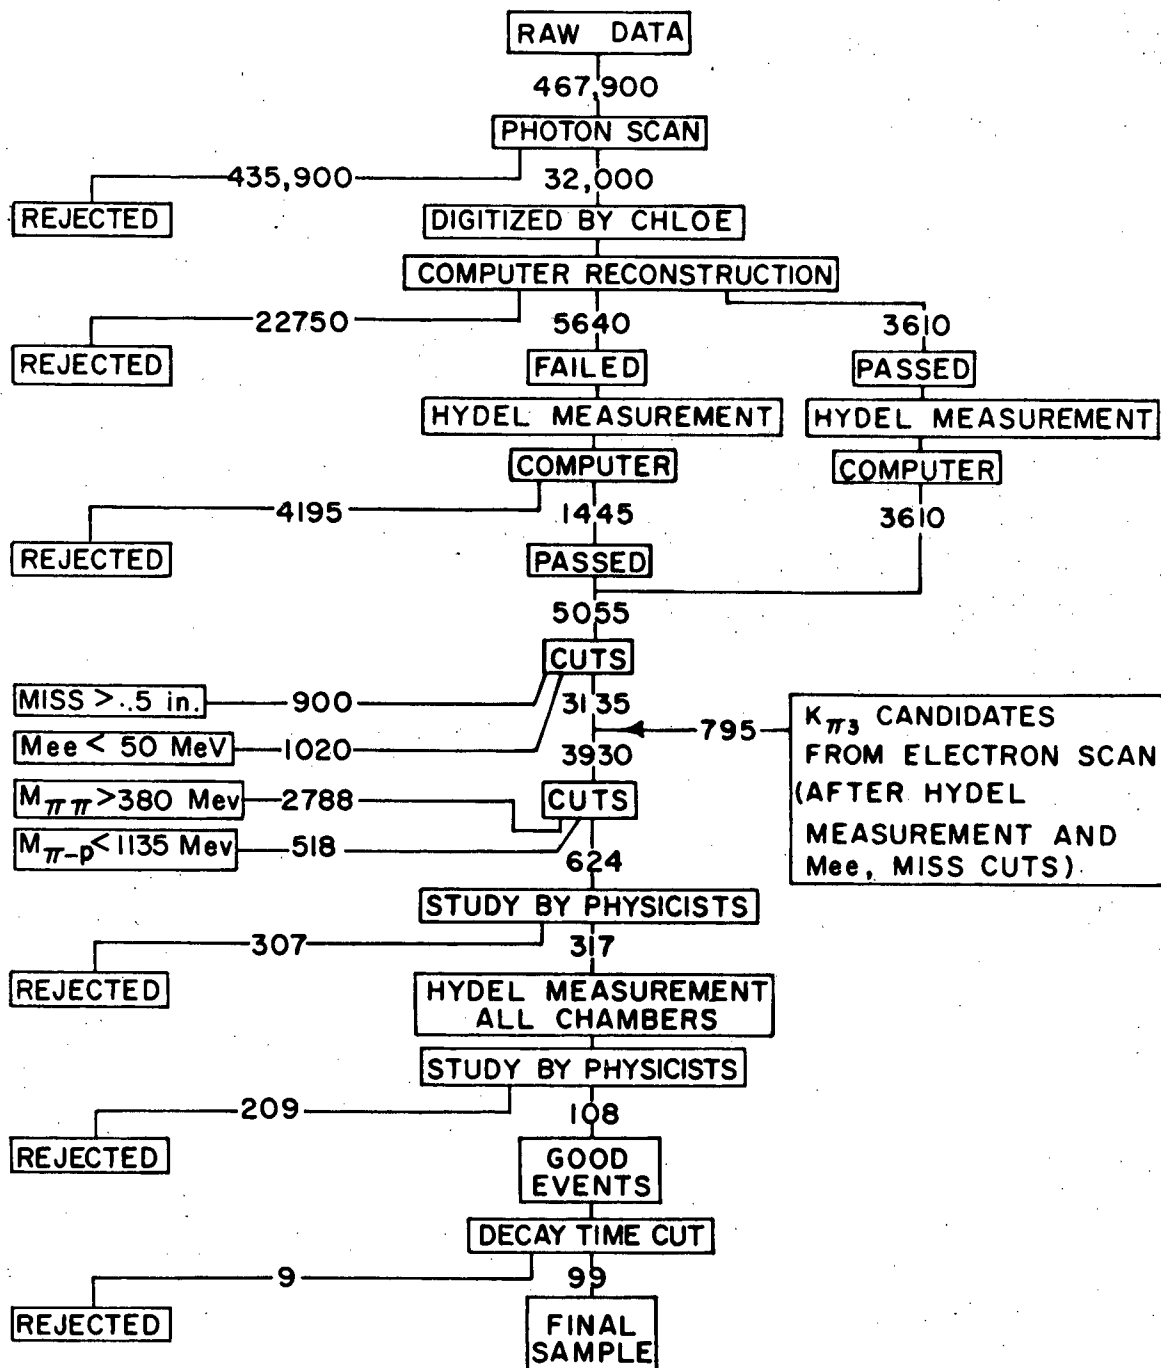 RAW DATA
467,900
PHOTON SCAN
435,900
32,000
REJECTED
DIGITIZED BY CHLOE
COMPUTER RECONSTRUCTION
22750
5640
3610
REJECTED
FAILED
PASSED
HYDEL MEASUREMENT
HYDEL MEASUREMENT
COMPUTER
COMPUTER
4195
1445
3610
REJECTED
PASSED
5055
CUTS
MISS >..5 in.
900
3135
Mee < 50 MeV
1020
795
3930
Kπ3 CANDIDATES
FROM ELECTRON SCAN
(AFTER HYDEL
MEASUREMENT AND
Mee, MISS CUTS)
Mππ >380 Mev
2788
CUTS
Mπ-p <1135 Mev
518
624
STUDY BY PHYSICISTS
307
317
REJECTED
HYDEL MEASUREMENT
ALL CHAMBERS
STUDY BY PHYSICISTS
209
108
REJECTED
GOOD
EVENTS
DECAY TIME CUT
9
99
REJECTED
FINAL
SAMPLE